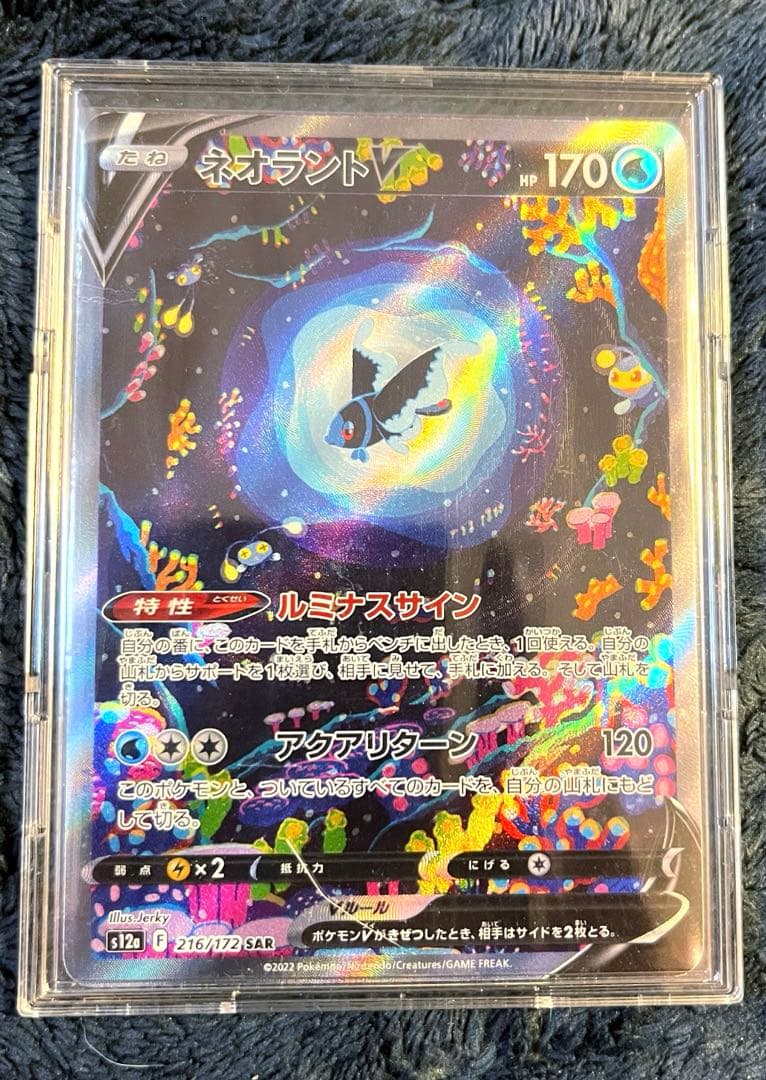 たね ネオラントV HP 170
特性 とくせい ルミナスサイン
自分の番に、このカードを手札からベンチに出したとき、1回使える。自分の
山札からサポートを1枚選び、相手に見せて、手札に加える。そして山札を
切る。
アクアリターン 120
このポケモンと、ついているすべてのカードを、自分の山札にもど
して切る。
弱点 ×2 抵抗力 にげる
Vルール
ポケモンVがきぜつしたとき、相手はサイドを2枚とる。
Illus.Jerky
s12a F 216/172 SAR
©2022 Pokémon/Nintendo/Creatures/GAME FREAK.